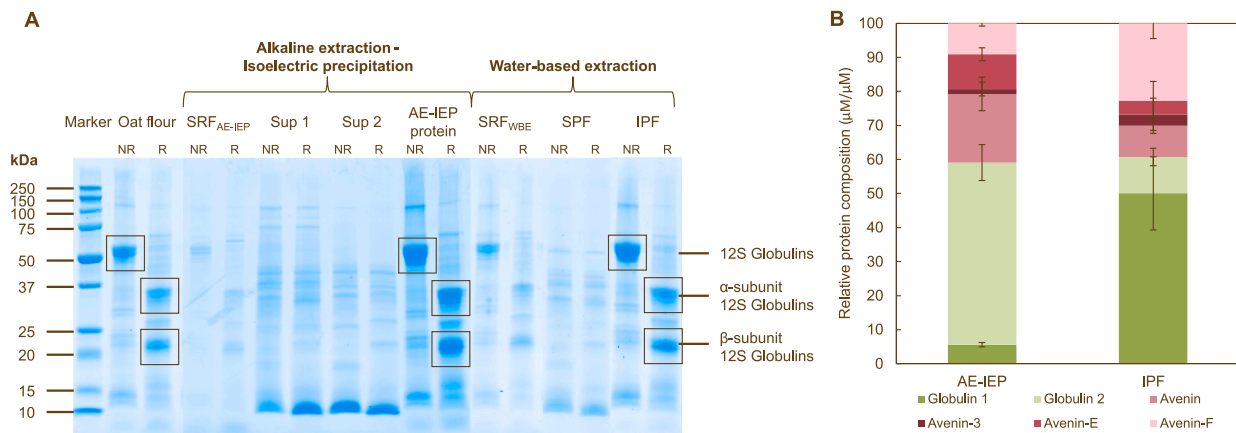 A
Alkaline extraction -
Isoelectric precipitation
Water-based extraction
Marker Oat flour SRF_AE-IEP Sup 1 Sup 2 AE-IEP protein SRF_WBE SPF IPF
NR R NR R NR R NR R NR R NR R NR R NR R
kDa
250
150
100
75
50
37
25
20
15
10
12S Globulins
α-subunit
12S Globulins
β-subunit
12S Globulins
B
Relative protein composition (µM/µM)
100
90
80
70
60
50
40
30
20
10
0
AE-IEP IPF
Globulin 1 Globulin 2 Avenin
Avenin-3 Avenin-E Avenin-F